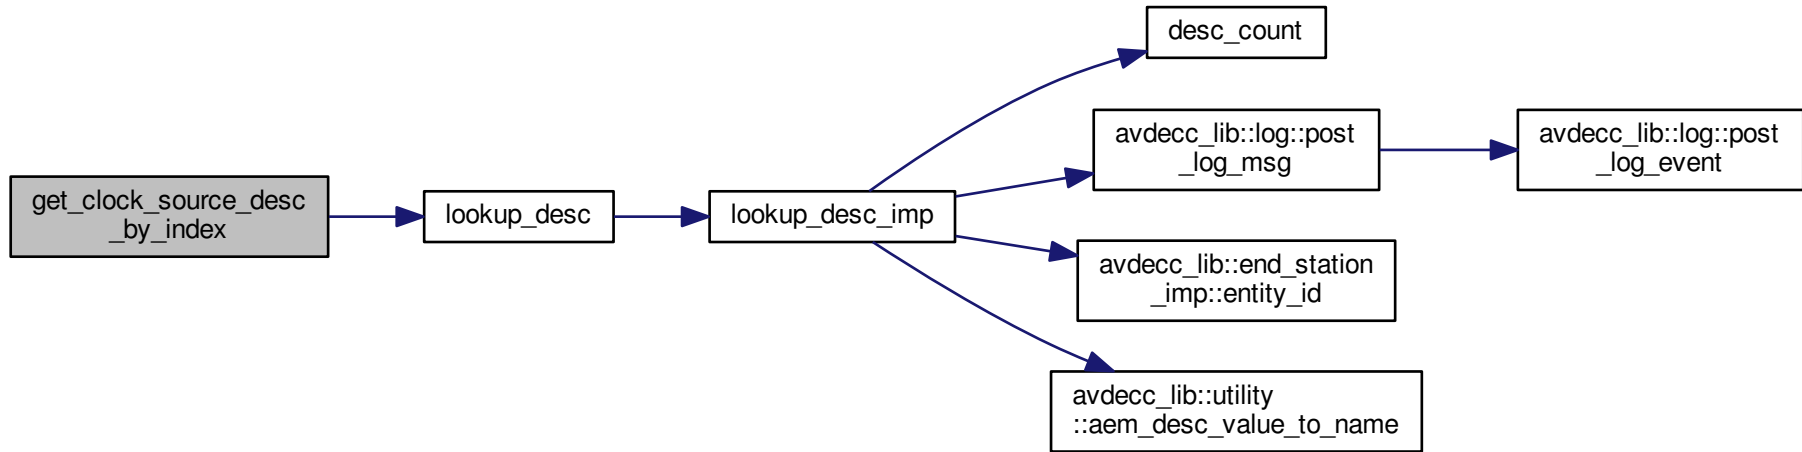 get_clock_source_desc
_by_index
lookup_desc
lookup_desc_imp
desc_count
avdecc_lib::log::post
_log_msg
avdecc_lib::log::post
_log_event
avdecc_lib::end_station
_imp::entity_id
avdecc_lib::utility
::aem_desc_value_to_name